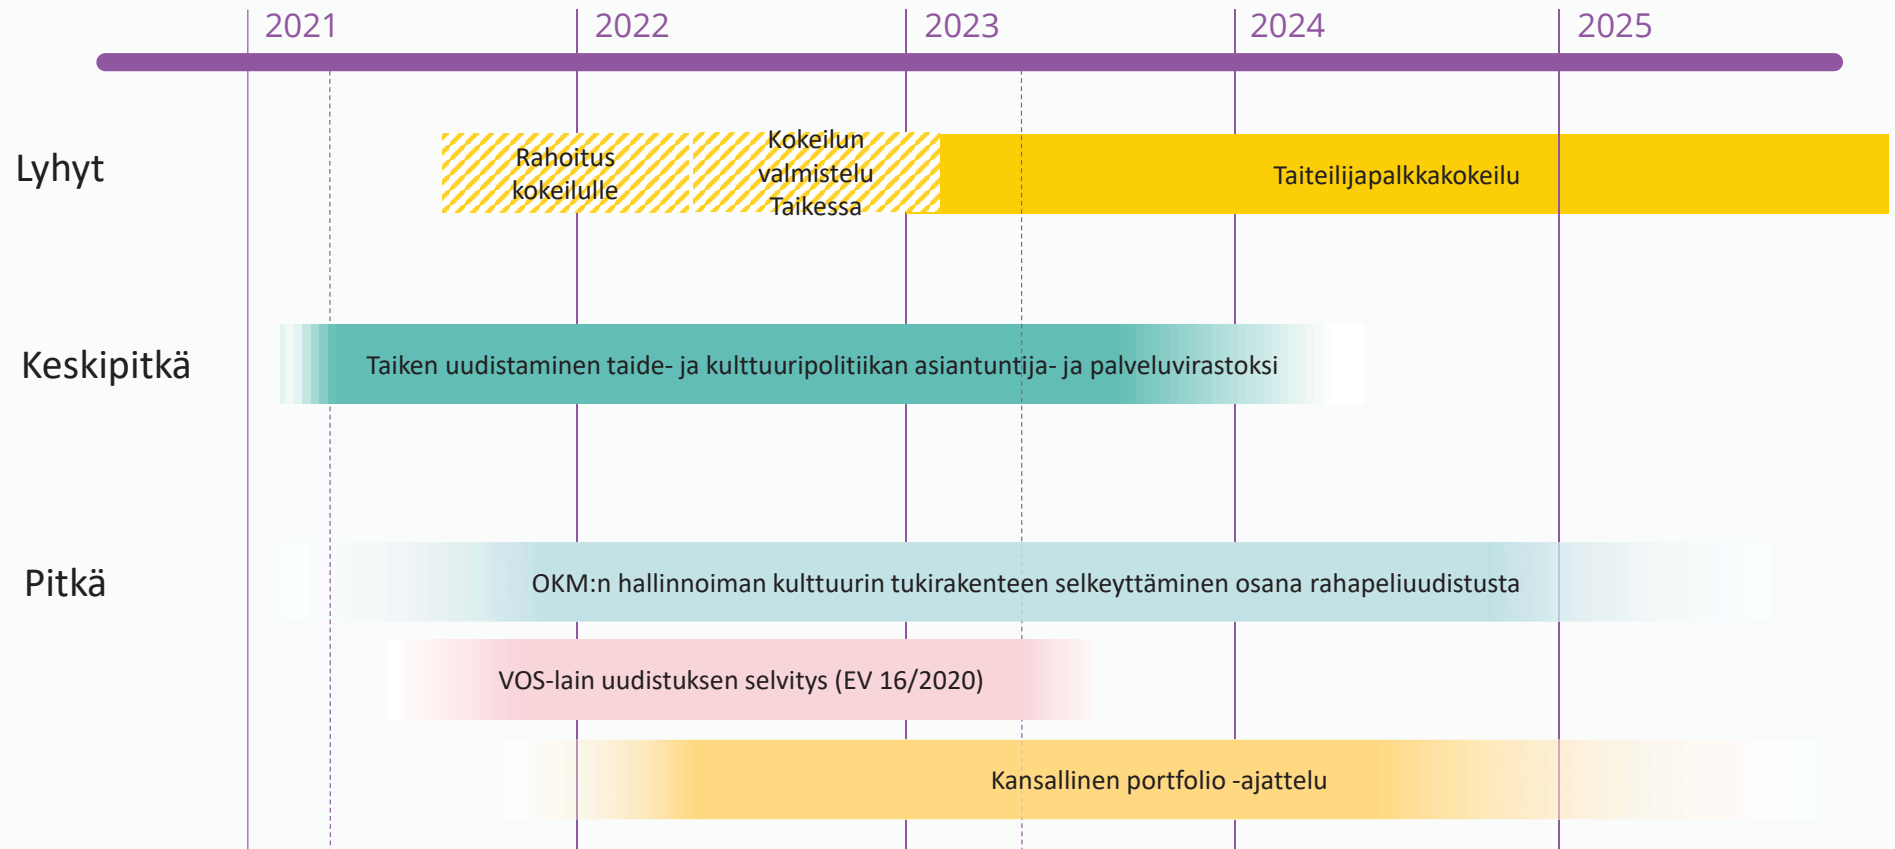 2021
2022
2023
2024
2025
Lyhyt
Rahoitus
kokeilulle
Kokeilun
valmistelu
Taikessa
Taiteilijapalkkakokeilu
Keskipitkä
Taiken uudistaminen taide- ja kulttuuripolitiikan asiantuntija- ja palveluvirastoksi
Pitkä
OKM:n hallinnoiman kulttuurin tukirakenteen selkeyttäminen osana rahapeliuudistusta
VOS-lain uudistuksen selvitys (EV 16/2020)
Kansallinen portfolio -ajattelu